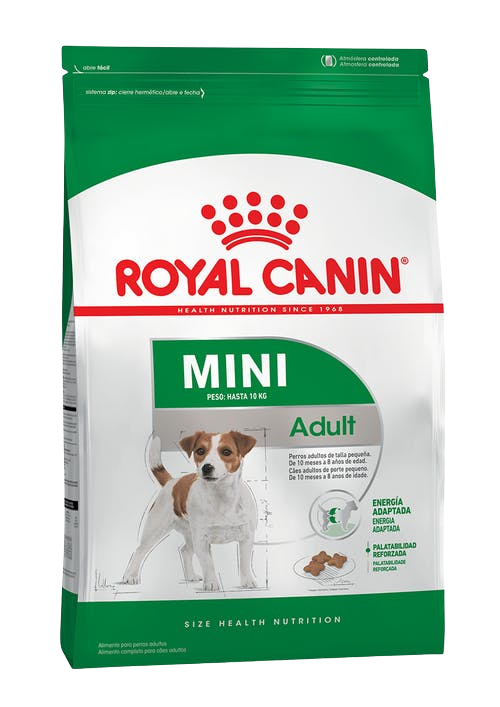 abre fácil
Atmósfera controlada
Atmosfera controlada
sistema zip: cierre hermético/abre e fecha
ROYAL CANIN®
HEALTH NUTRITION SINCE 1968
MINI
PESO: HASTA 10 KG
Adult
Perros adultos de talla pequeña.
De 10 meses a 8 años de edad.
Cães adultos de porte pequeno.
De 10 meses a 8 anos de idade.
ENERGÍA
ADAPTADA
ENERGIA
ADAPTADA
PALATABILIDAD
REFORZADA
PALATABILIDADE
REFORÇADA
SIZE HEALTH NUTRITION
Alimento para perros adultos
Alimento completo para cães adultos